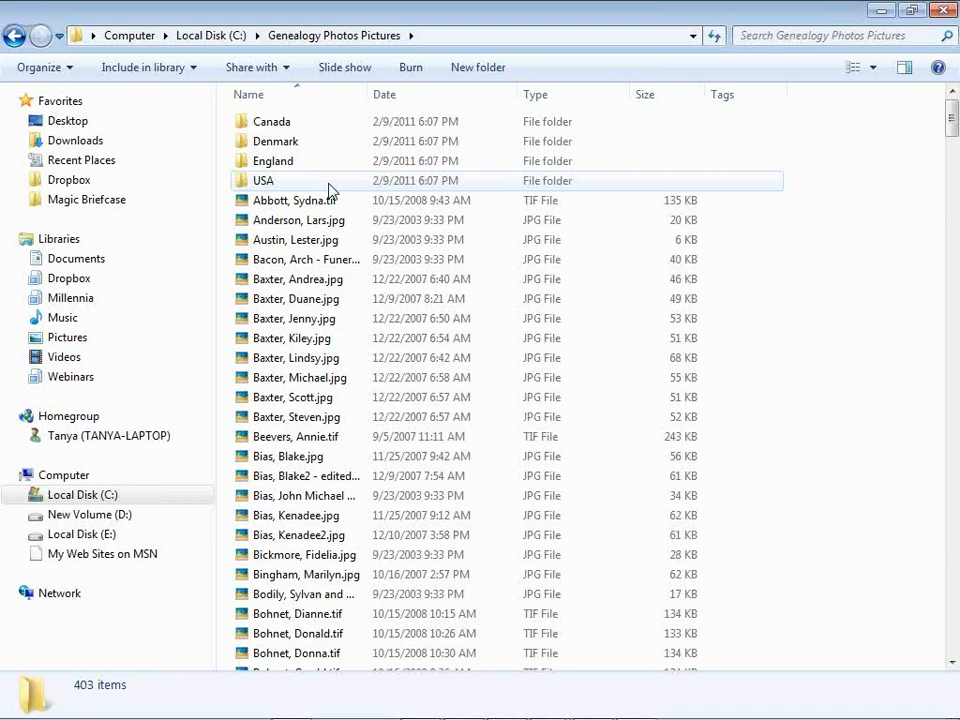 Computer Local Disk (C:) Genealogy Photos Pictures Search Genealogy Photos Pictures
Organize Include in library Share with Slide show Burn New folder
Favorites
Desktop
Downloads
Recent Places
Dropbox
Magic Briefcase
Libraries
Documents
Dropbox
Millennia
Music
Pictures
Videos
Webinars
Homegroup
Tanya (TANYA-LAPTOP)
Computer
Local Disk (C:)
New Volume (D:)
Local Disk (E:)
My Web Sites on MSN
Network
Name Date Type Size Tags
Canada 2/9/2011 6:07 PM File folder
Denmark 2/9/2011 6:07 PM File folder
England 2/9/2011 6:07 PM File folder
USA 2/9/2011 6:07 PM File folder
Abbott, Sydna.tif 10/15/2008 9:43 AM TIF File 135 KB
Anderson, Lars.jpg 9/23/2003 9:33 PM JPG File 20 KB
Austin, Lester.jpg 9/23/2003 9:33 PM JPG File 6 KB
Bacon, Arch - Funer... 9/23/2003 9:33 PM JPG File 40 KB
Baxter, Andrea.jpg 12/22/2007 6:40 AM JPG File 46 KB
Baxter, Duane.jpg 12/9/2007 8:21 AM JPG File 49 KB
Baxter, Jenny.jpg 12/22/2007 6:50 AM JPG File 53 KB
Baxter, Kiley.jpg 12/22/2007 6:54 AM JPG File 51 KB
Baxter, Lindsy.jpg 12/22/2007 6:42 AM JPG File 68 KB
Baxter, Michael.jpg 12/22/2007 6:58 AM JPG File 55 KB
Baxter, Scott.jpg 12/22/2007 6:57 AM JPG File 51 KB
Baxter, Steven.jpg 12/22/2007 6:57 AM JPG File 52 KB
Beevers, Annie.tif 9/5/2007 11:11 AM TIF File 243 KB
Bias, Blake.jpg 11/25/2007 9:42 AM JPG File 56 KB
Bias, Blake2 - edited... 12/9/2007 7:54 AM JPG File 61 KB
Bias, John Michael ... 9/23/2003 9:33 PM JPG File 34 KB
Bias, Kenadee.jpg 11/25/2007 9:12 AM JPG File 62 KB
Bias, Kenadee2.jpg 12/10/2007 3:58 PM JPG File 61 KB
Bickmore, Fidelia.jpg 9/23/2003 9:33 PM JPG File 28 KB
Bingham, Marilyn.jpg 10/16/2007 2:57 PM JPG File 62 KB
Bodily, Sylvan and ... 9/23/2003 9:33 PM JPG File 17 KB
Bohnet, Dianne.tif 10/15/2008 10:15 AM TIF File 134 KB
Bohnet, Donald.tif 10/15/2008 10:26 AM TIF File 133 KB
Bohnet, Donna.tif 10/15/2008 10:30 AM TIF File 134 KB
403 items